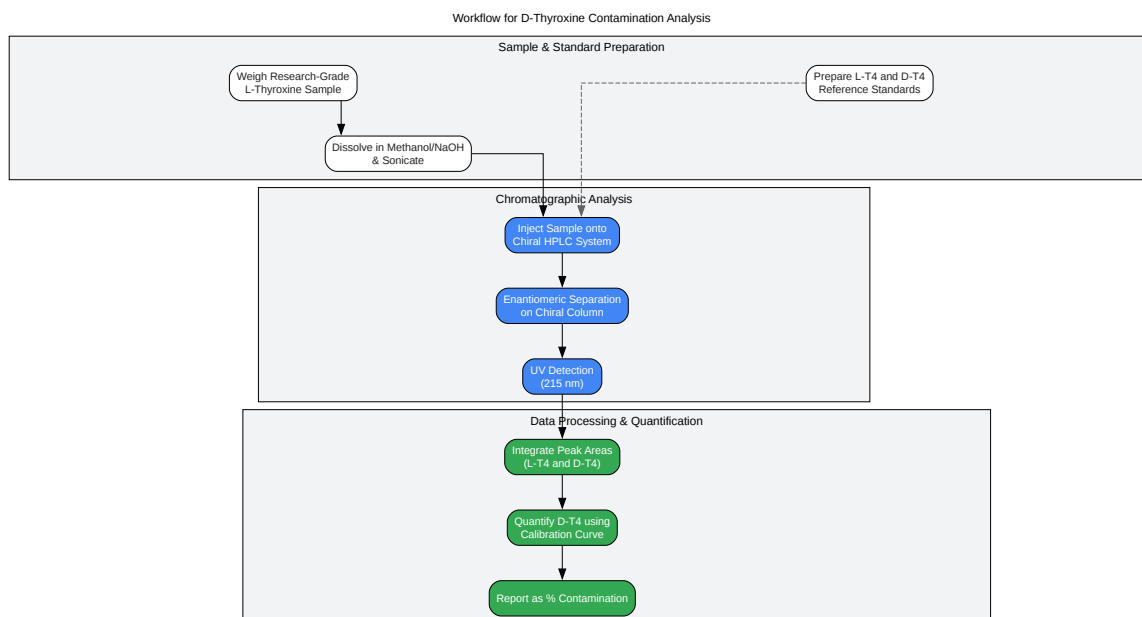 Workflow for D-Thyroxine Contamination Analysis
Sample & Standard Preparation
Weigh Research-Grade
L-Thyroxine Sample
Prepare L-T4 and D-T4
Reference Standards
Dissolve in Methanol/NaOH
& Sonicate
Chromatographic Analysis
Inject Sample onto
Chiral HPLC System
Enantiomeric Separation
on Chiral Column
UV Detection
(215 nm)
Data Processing & Quantification
Integrate Peak Areas
(L-T4 and D-T4)
Quantify D-T4 using
Calibration Curve
Report as % Contamination